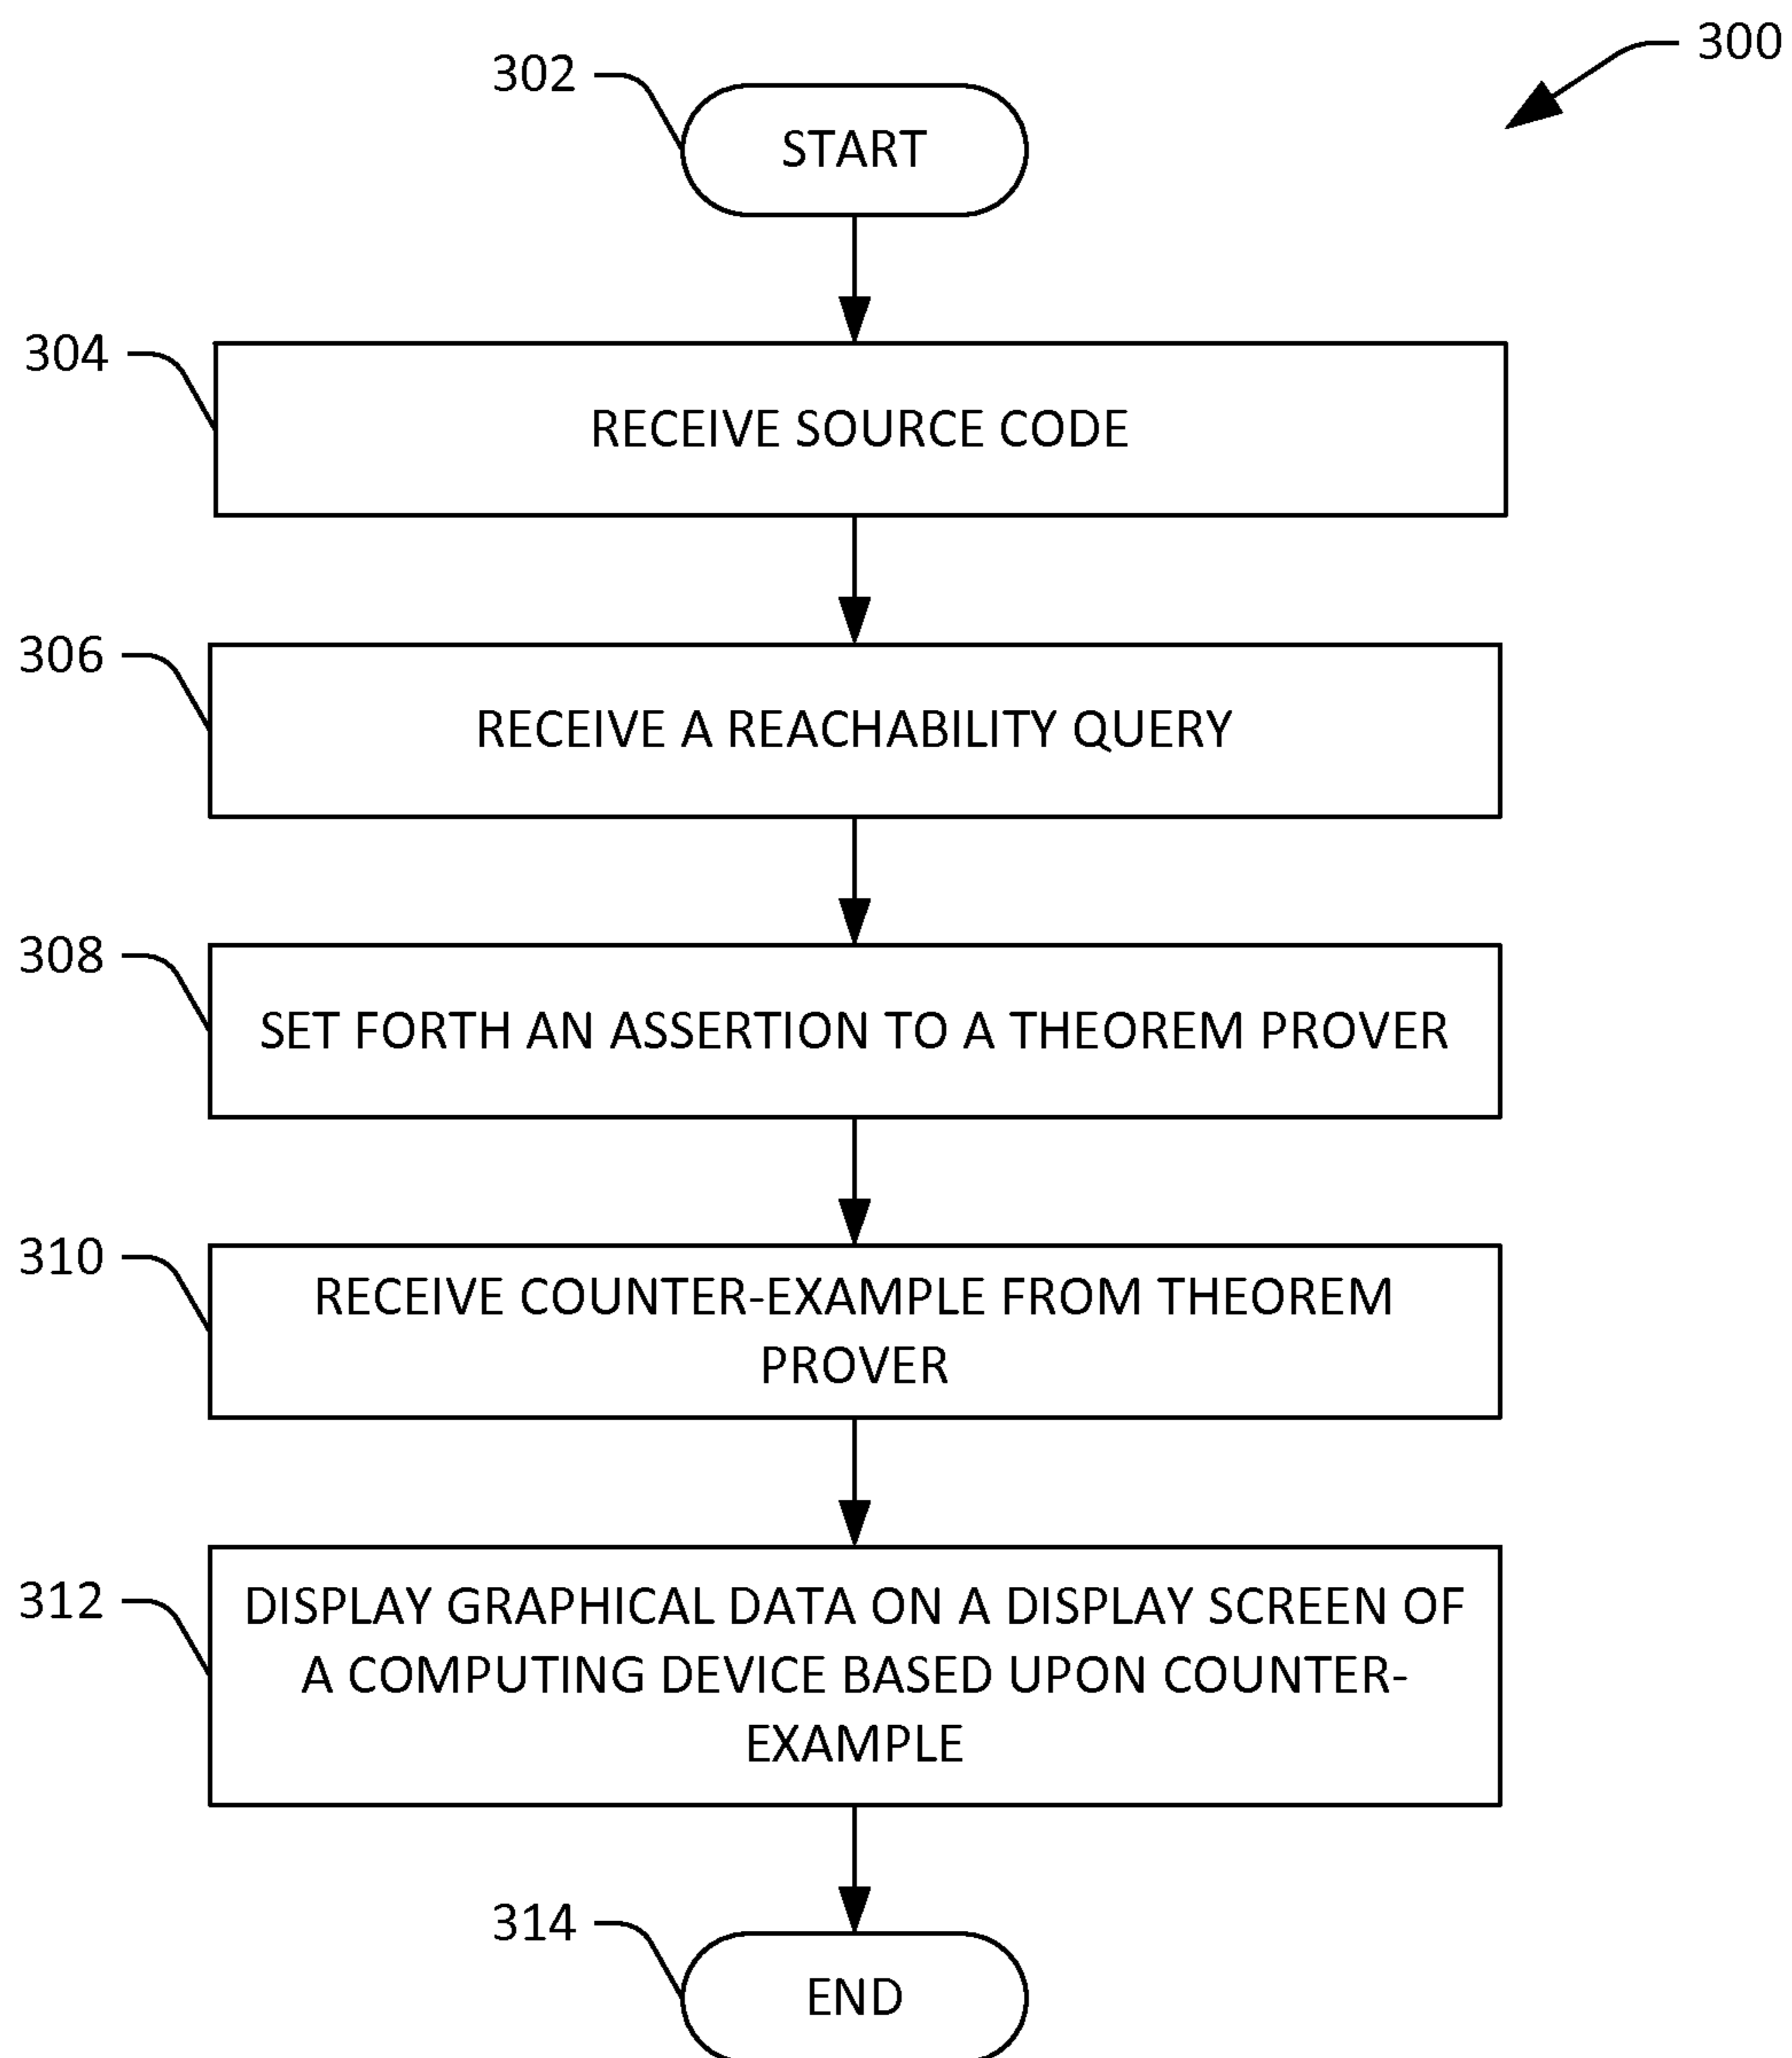 300
302
START
304
RECEIVE SOURCE CODE
306
RECEIVE A REACHABILITY QUERY
308
SET FORTH AN ASSERTION TO A THEOREM PROVER
310
RECEIVE COUNTER-EXAMPLE FROM THEOREM
PROVER
312
DISPLAY GRAPHICAL DATA ON A DISPLAY SCREEN OF
A COMPUTING DEVICE BASED UPON COUNTER-
EXAMPLE
314
END